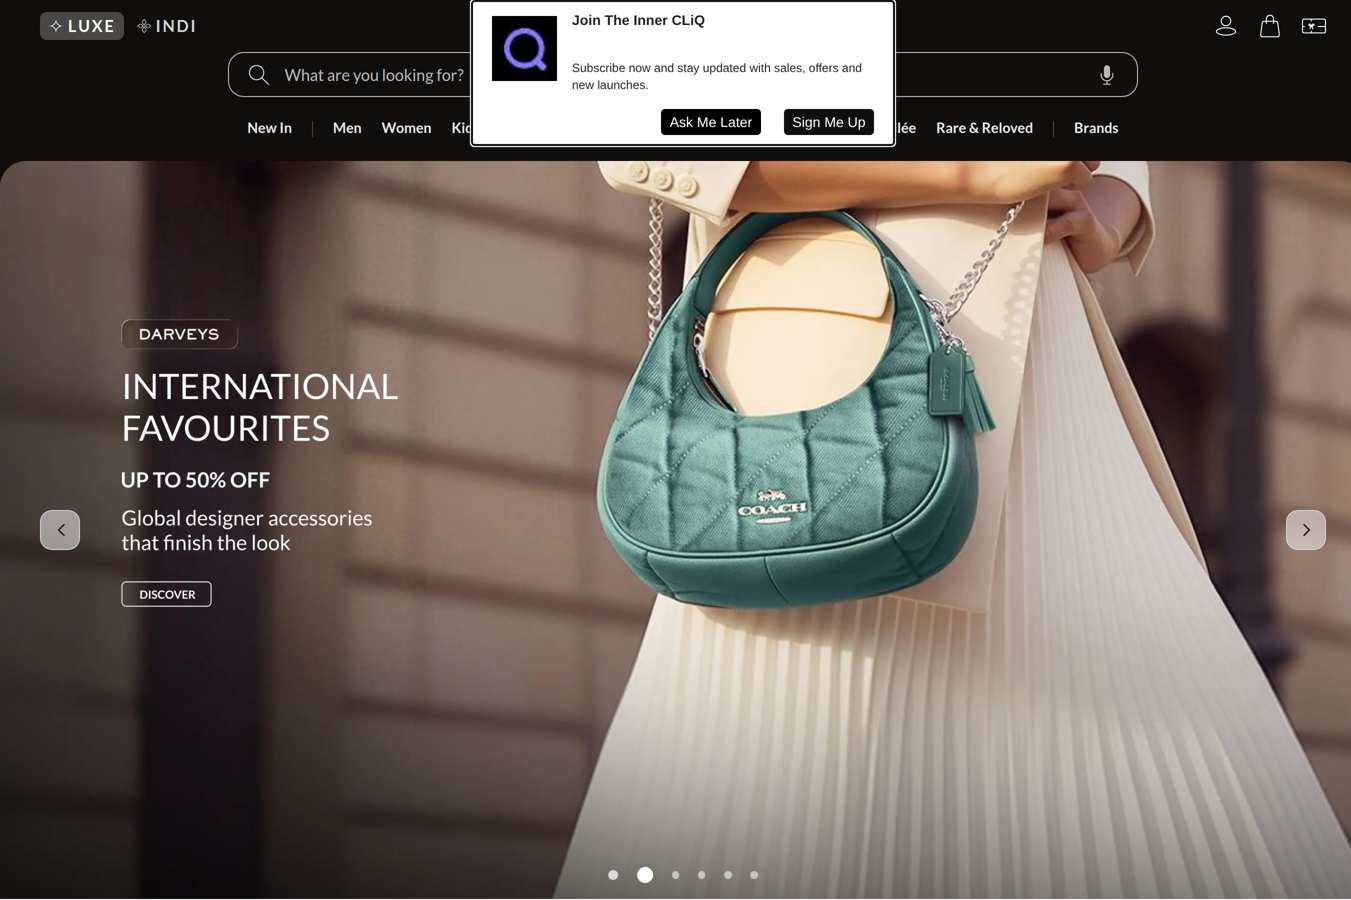 LUXE
INDI
Join The Inner CLiQ
Subscribe now and stay updated with sales, offers and
new launches.
Ask Me Later
Sign Me Up
What are you looking for?
New In
Men
Women
Rare & Reloved
Brands
DARVEYS
INTERNATIONAL
FAVOURITES
UP TO 50% OFF
Global designer accessories
that finish the look
DISCOVER
COACH